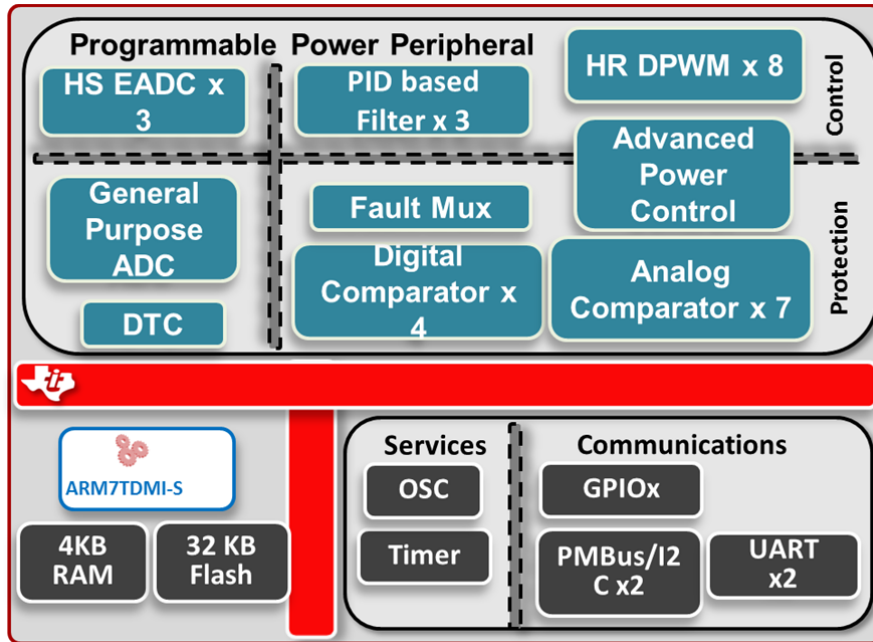 Programmable Power Peripheral
HS EADC x
3
PID based
Filter x 3
HR DPWM x 8
Control
General
Purpose
ADC
Fault Mux
Advanced
Power
Control
DTC
Digital
Comparator x
4
Analog
Comparator x 7
Protection
ti
ARM7TDMI-S
4KB
RAM
32 KB
Flash
Services
OSC
Timer
Communications
GPIOx
PMBus/I2
C x2
UART
x2